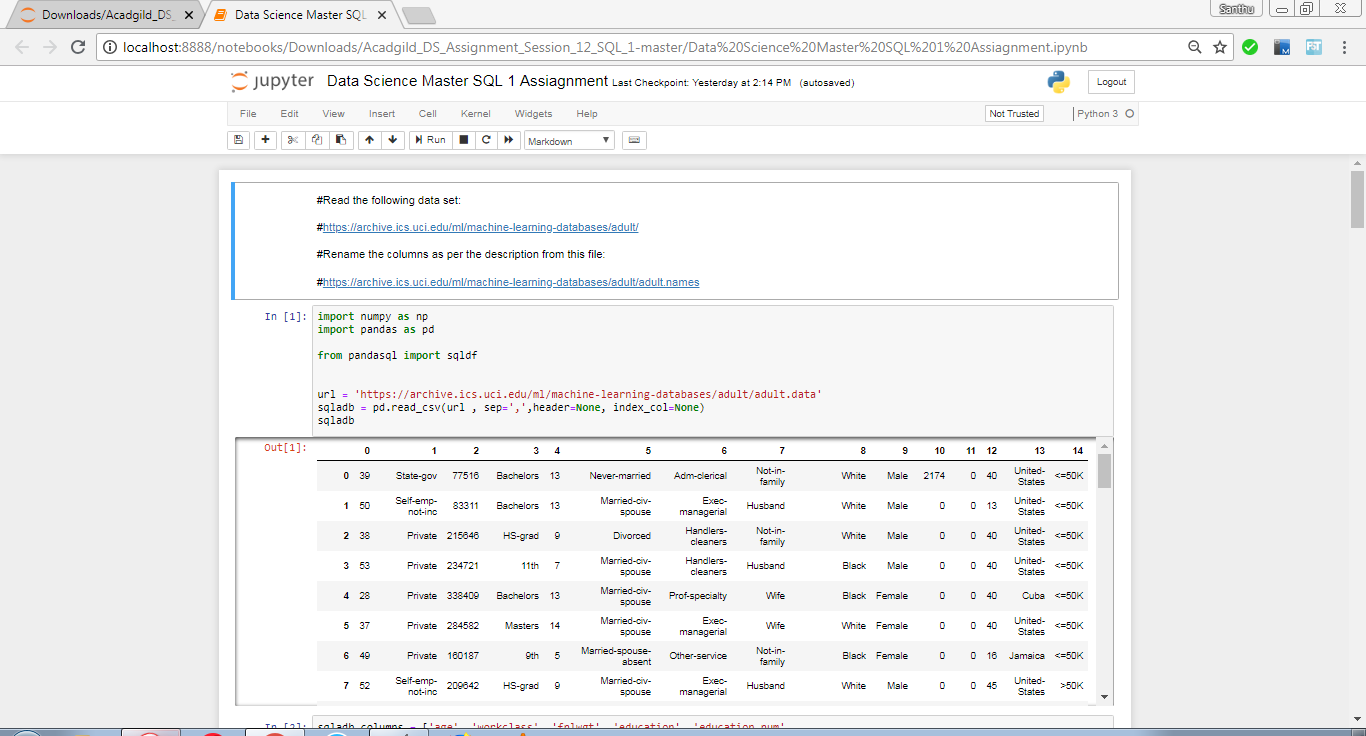 Downloads/Acadgild_DS_
Data Science Master SQL
Santhu
localhost:8888/notebooks/Downloads/Acadgild_DS_Assignment_Session_12_SQL_1-master/Data%20Science%20Master%20SQL%201%20Assiagnment.ipynb
jupyter Data Science Master SQL 1 Assiagnment Last Checkpoint: Yesterday at 2:14 PM (autosaved)
Logout
File Edit View Insert Cell Kernel Widgets Help
Not Trusted
Python 3
Run
Markdown
#Read the following data set:
#https://archive.ics.uci.edu/ml/machine-learning-databases/adult/
#Rename the columns as per the description from this file:
#https://archive.ics.uci.edu/ml/machine-learning-databases/adult/adult.names
In [1]: import numpy as np
import pandas as pd
from pandasql import sqldf
url = 'https://archive.ics.uci.edu/ml/machine-learning-databases/adult/adult.data'
sqladb = pd.read_csv(url , sep=',',header=None, index_col=None)
sqladb
Out[1]:
0 1 2 3 4 5 6 7 8 9 10 11 12 13 14
0 39 State-gov 77516 Bachelors 13 Never-married Adm-clerical Not-in-family White Male 2174 0 40 United-States <=50K
1 50 Self-emp-not-inc 83311 Bachelors 13 Married-civ-spouse Exec-managerial Husband White Male 0 0 13 United-States <=50K
2 38 Private 215646 HS-grad 9 Divorced Handlers-cleaners Not-in-family White Male 0 0 40 United-States <=50K
3 53 Private 234721 11th 7 Married-civ-spouse Handlers-cleaners Husband Black Male 0 0 40 United-States <=50K
4 28 Private 338409 Bachelors 13 Married-civ-spouse Prof-specialty Wife Black Female 0 0 40 Cuba <=50K
5 37 Private 284582 Masters 14 Married-civ-spouse Exec-managerial Wife White Female 0 0 40 United-States <=50K
6 49 Private 160187 9th 5 Married-spouse-absent Other-service Not-in-family Black Female 0 0 16 Jamaica <=50K
7 52 Self-emp-not-inc 209642 HS-grad 9 Married-civ-spouse Exec-managerial Husband White Male 0 0 45 United-States >50K
In [2]: sqladb.columns = ['age', 'workclass', 'fnlwgt', 'education', 'education_num',